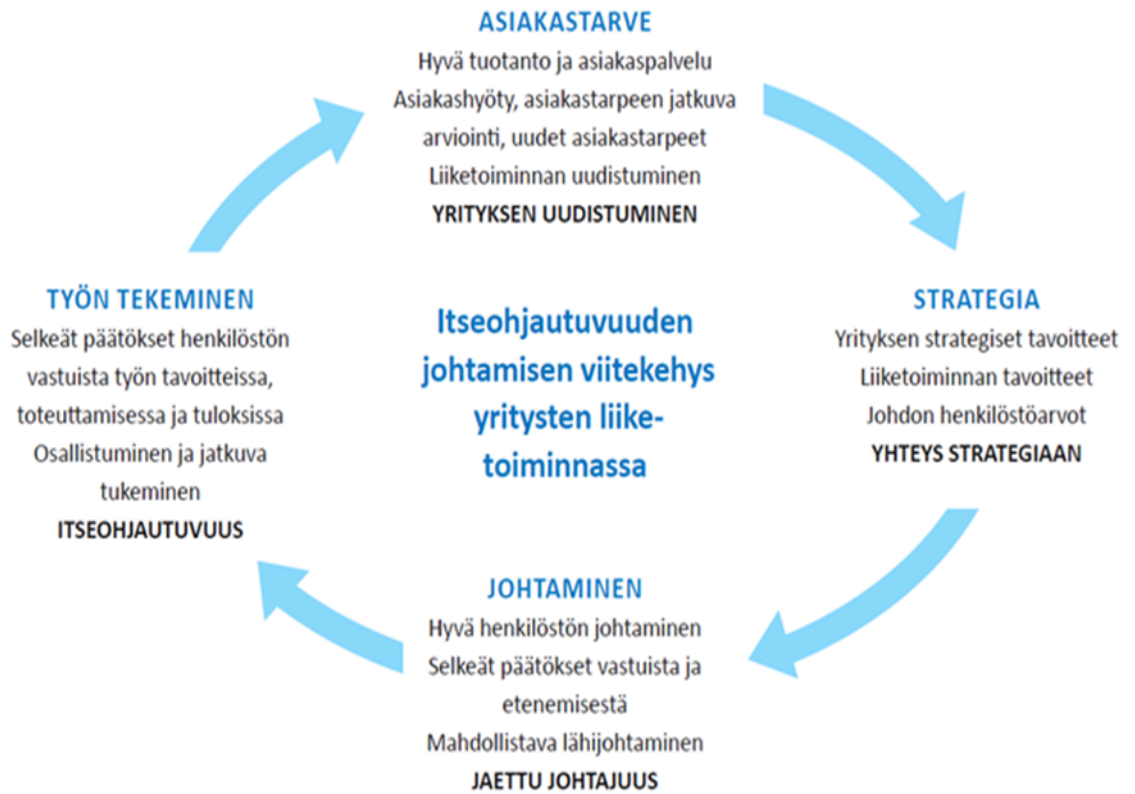 ASIAKASTARVE
Hyvä tuotanto ja asiakaspalvelu
Asiakashyöty, asiakastarpeen jatkuva
arviointi, uudet asiakastarpeet
Liiketoiminnan uudistuminen
YRITYKSEN UUDISTUMINEN
STRATEGIA
Yrityksen strategiset tavoitteet
Liiketoiminnan tavoitteet
Johdon henkilöstöarvot
YHTEYS STRATEGIAAN
JOHTAMINEN
Hyvä henkilöstön johtaminen
Selkeät päätökset vastuista ja
etenemisestä
Mahdollistava lähijohtaminen
JAETTU JOHTAJUUS
TYÖN TEKEMINEN
Selkeät päätökset henkilöstön
vastuista työn tavoitteissa,
toteuttamisessa ja tuloksissa
Osallistuminen ja jatkuva
tukeminen
ITSEOHJAUTUVUUS
Itseohjautuvuuden
johtamisen viitekehys
yritysten liike-
toiminnassa